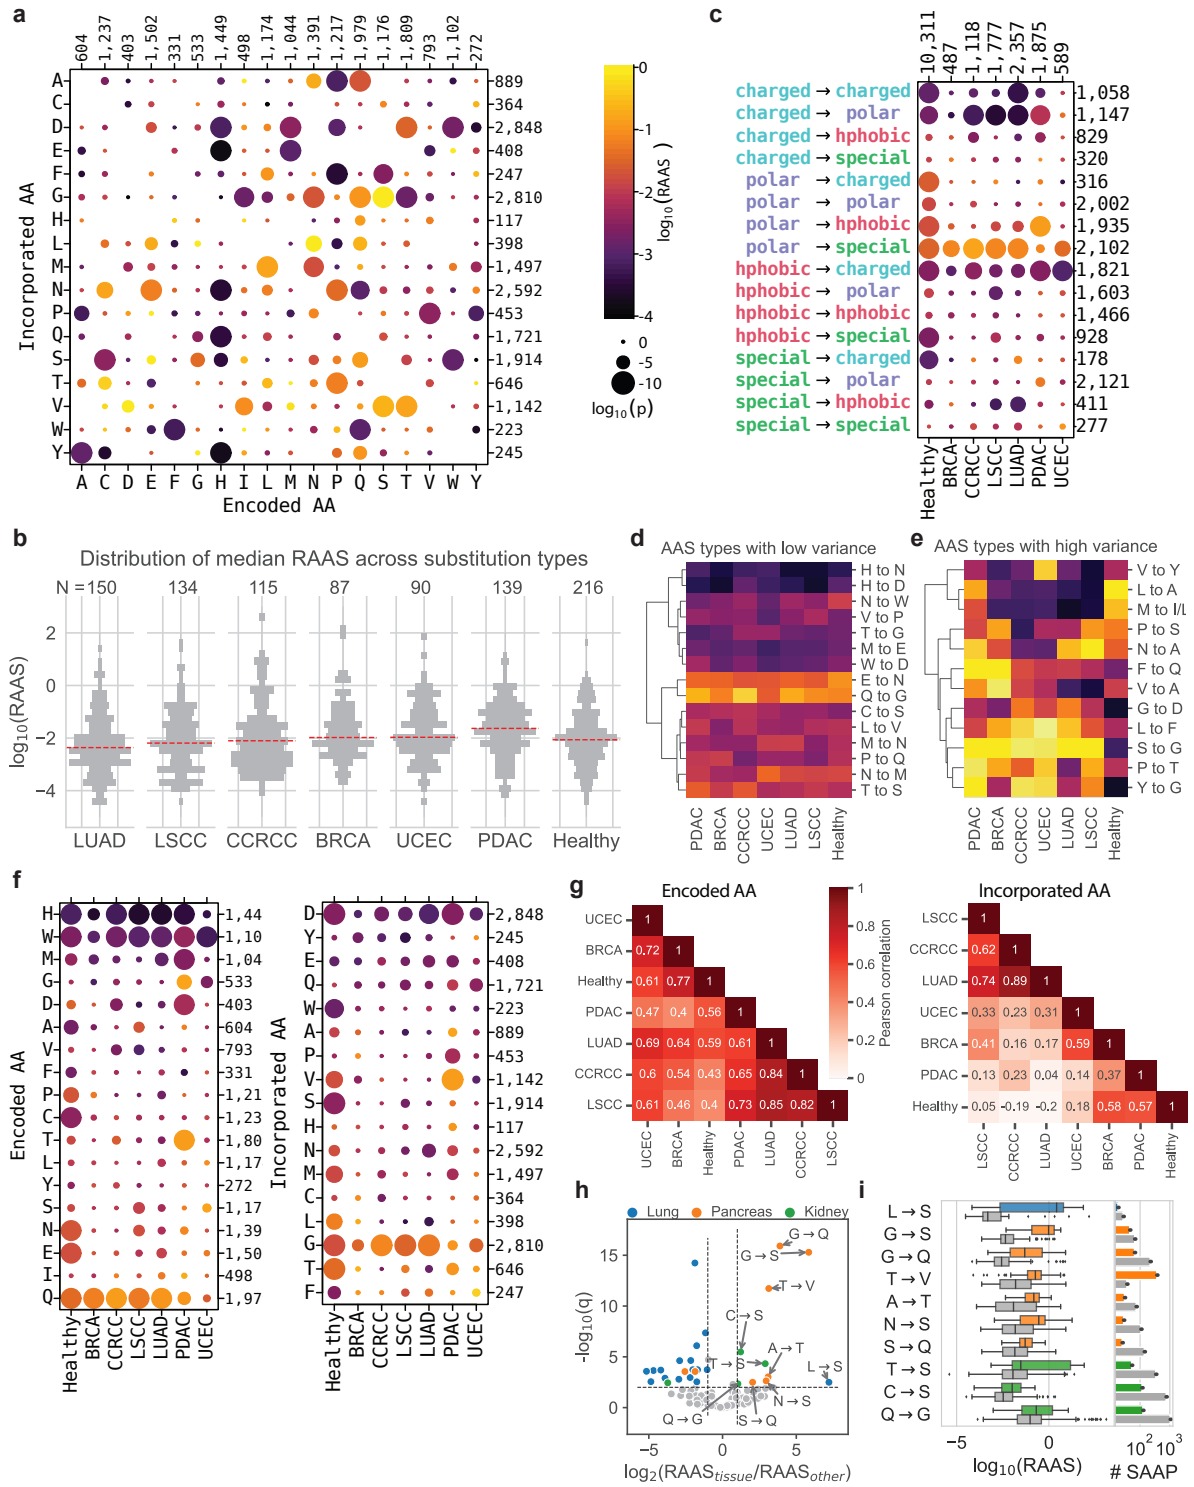 a
604 1,237 403 1,502 331 533 1,449 498 1,174 1,044 1,391 1,217 1,979 1,176 1,809 793 1,102 272
Incorporated AA
A 889
C 364
D 2,848
E 408
F 247
G 2,810
H 117
L 398
M 1,497
N 2,592
P 453
Q 1,721
S 1,914
T 646
V 1,142
W 223
Y 245
A C D E F G H I L M N P Q S T V W Y
Encoded AA
0
-1
-2
-3
-4
log10(RAAS)
0
-5
-10
log10(p)
c
10,311 487 1,118 1,777 2,357 1,875 589
charged → charged 1,058
charged → polar 1,147
charged → hphobic 829
charged → special 320
polar → charged 316
polar → polar 2,002
polar → hphobic 1,935
polar → special 2,102
hphobic → charged 1,821
hphobic → polar 1,603
hphobic → hphobic 1,466
hphobic → special 928
special → charged 178
special → polar 2,121
special → hphobic 411
special → special 277
Healthy BRCA CCRCC LSCC LUAD PDAC UCEC
b
Distribution of median RAAS across substitution types
N =150 134 115 87 90 139 216
log10(RAAS)
2
0
−2
−4
LUAD LSCC CCRCC BRCA UCEC PDAC Healthy
d
AAS types with low variance
H to N
H to D
N to W
V to P
T to G
M to E
W to D
E to N
Q to G
C to S
L to V
M to N
P to Q
N to M
T to S
PDAC BRCA CCRCC UCEC LUAD LSCC Healthy
e
AAS types with high variance
V to Y
L to A
M to I/L
P to S
N to A
F to Q
V to A
G to D
L to F
S to G
P to T
Y to G
PDAC BRCA CCRCC UCEC LUAD LSCC Healthy
f
Encoded AA
H 1,44
W 1,10
M 1,04
G 533
D 403
A 604
V 793
F 331
P 1,21
C 1,23
T 1,80
L 1,17
Y 272
S 1,17
N 1,39
E 1,50
I 498
Q 1,97
Healthy BRCA CCRCC LSCC LUAD PDAC UCEC
Incorporated AA
D 2,848
Y 245
E 408
Q 1,721
W 223
A 889
P 453
V 1,142
S 1,914
H 117
N 2,592
M 1,497
C 364
L 398
G 2,810
T 646
F 247
Healthy BRCA CCRCC LSCC LUAD PDAC UCEC
g
Encoded AA
UCEC 1
BRCA 0.72 1
Healthy 0.61 0.77 1
PDAC 0.47 0.4 0.56 1
LUAD 0.69 0.64 0.59 0.61 1
CCRCC 0.6 0.54 0.43 0.65 0.84 1
LSCC 0.61 0.46 0.4 0.73 0.85 0.82 1
UCEC BRCA Healthy PDAC LUAD CCRCC LSCC
Pearson correlation
1
0.8
0.6
0.4
0.2
0
Incorporated AA
LSCC 1
CCRCC 0.62 1
LUAD 0.74 0.89 1
UCEC 0.33 0.23 0.31 1
BRCA 0.41 0.16 0.17 0.59 1
PDAC 0.13 0.23 0.04 0.14 0.37 1
Healthy 0.05 -0.19 -0.2 0.18 0.58 0.57 1
LSCC CCRCC LUAD UCEC BRCA PDAC Healthy
h
Lung Pancreas Kidney
-log10(q)
15
10
5
0
G→Q
G→S
T→V
C→S
T→S
A→T
L→S
Q→G
S→Q
N→S
−5 0 5
log2(RAAStissue/RAASother)
i
L→S
G→S
G→Q
T→V
A→T
N→S
S→Q
T→S
C→S
Q→G
−5 0
log10(RAAS)
10² 10³
# SAAP